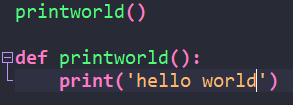 printworld()
def printworld():
print('hello world')